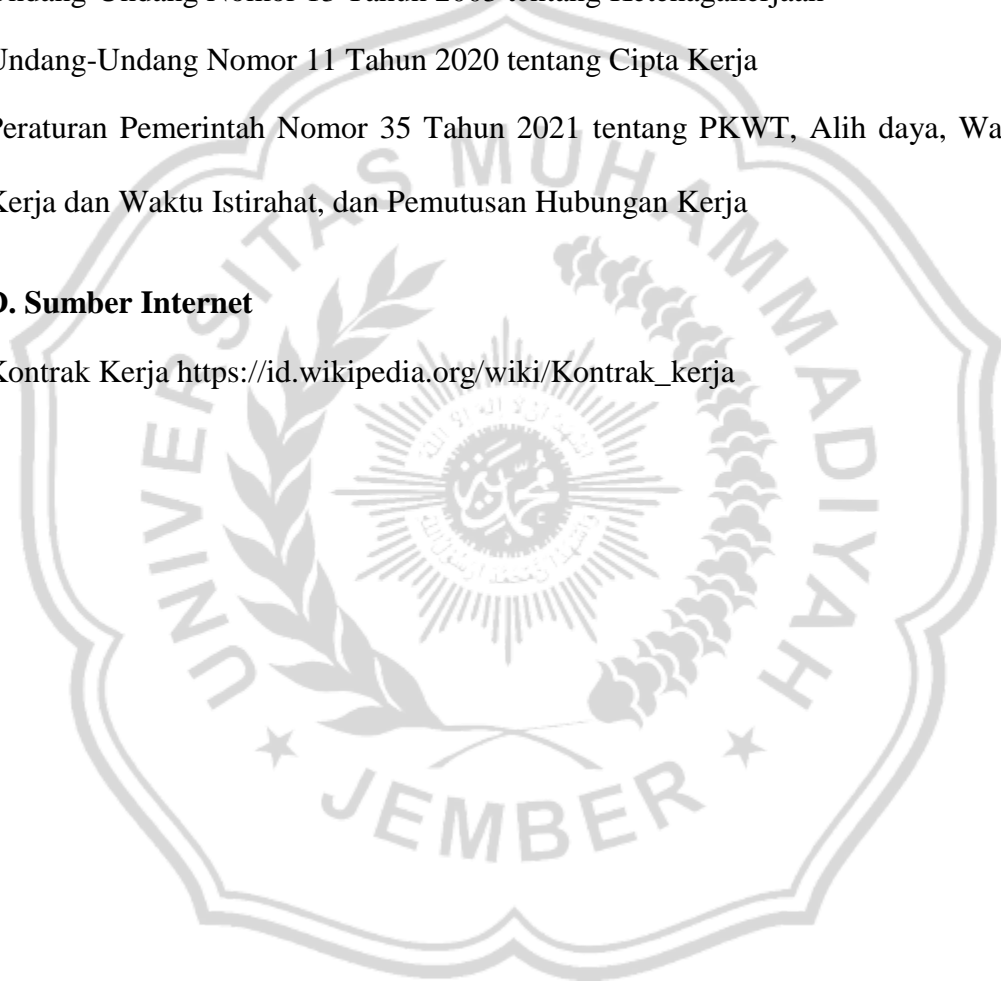 Undang-Undang Nomor 11 Tahun 2020 tentang Cipta Kerja
Peraturan Pemerintah Nomor 35 Tahun 2021 tentang PKWT, Alih daya, Wa
Kerja dan Waktu Istirahat, dan Pemutusan Hubungan Kerja
D. Sumber Internet
Kontrak Kerja https://id.wikipedia.org/wiki/Kontrak_kerja
UNIVERSITAS MUHAMMADIYAH
JEMBER